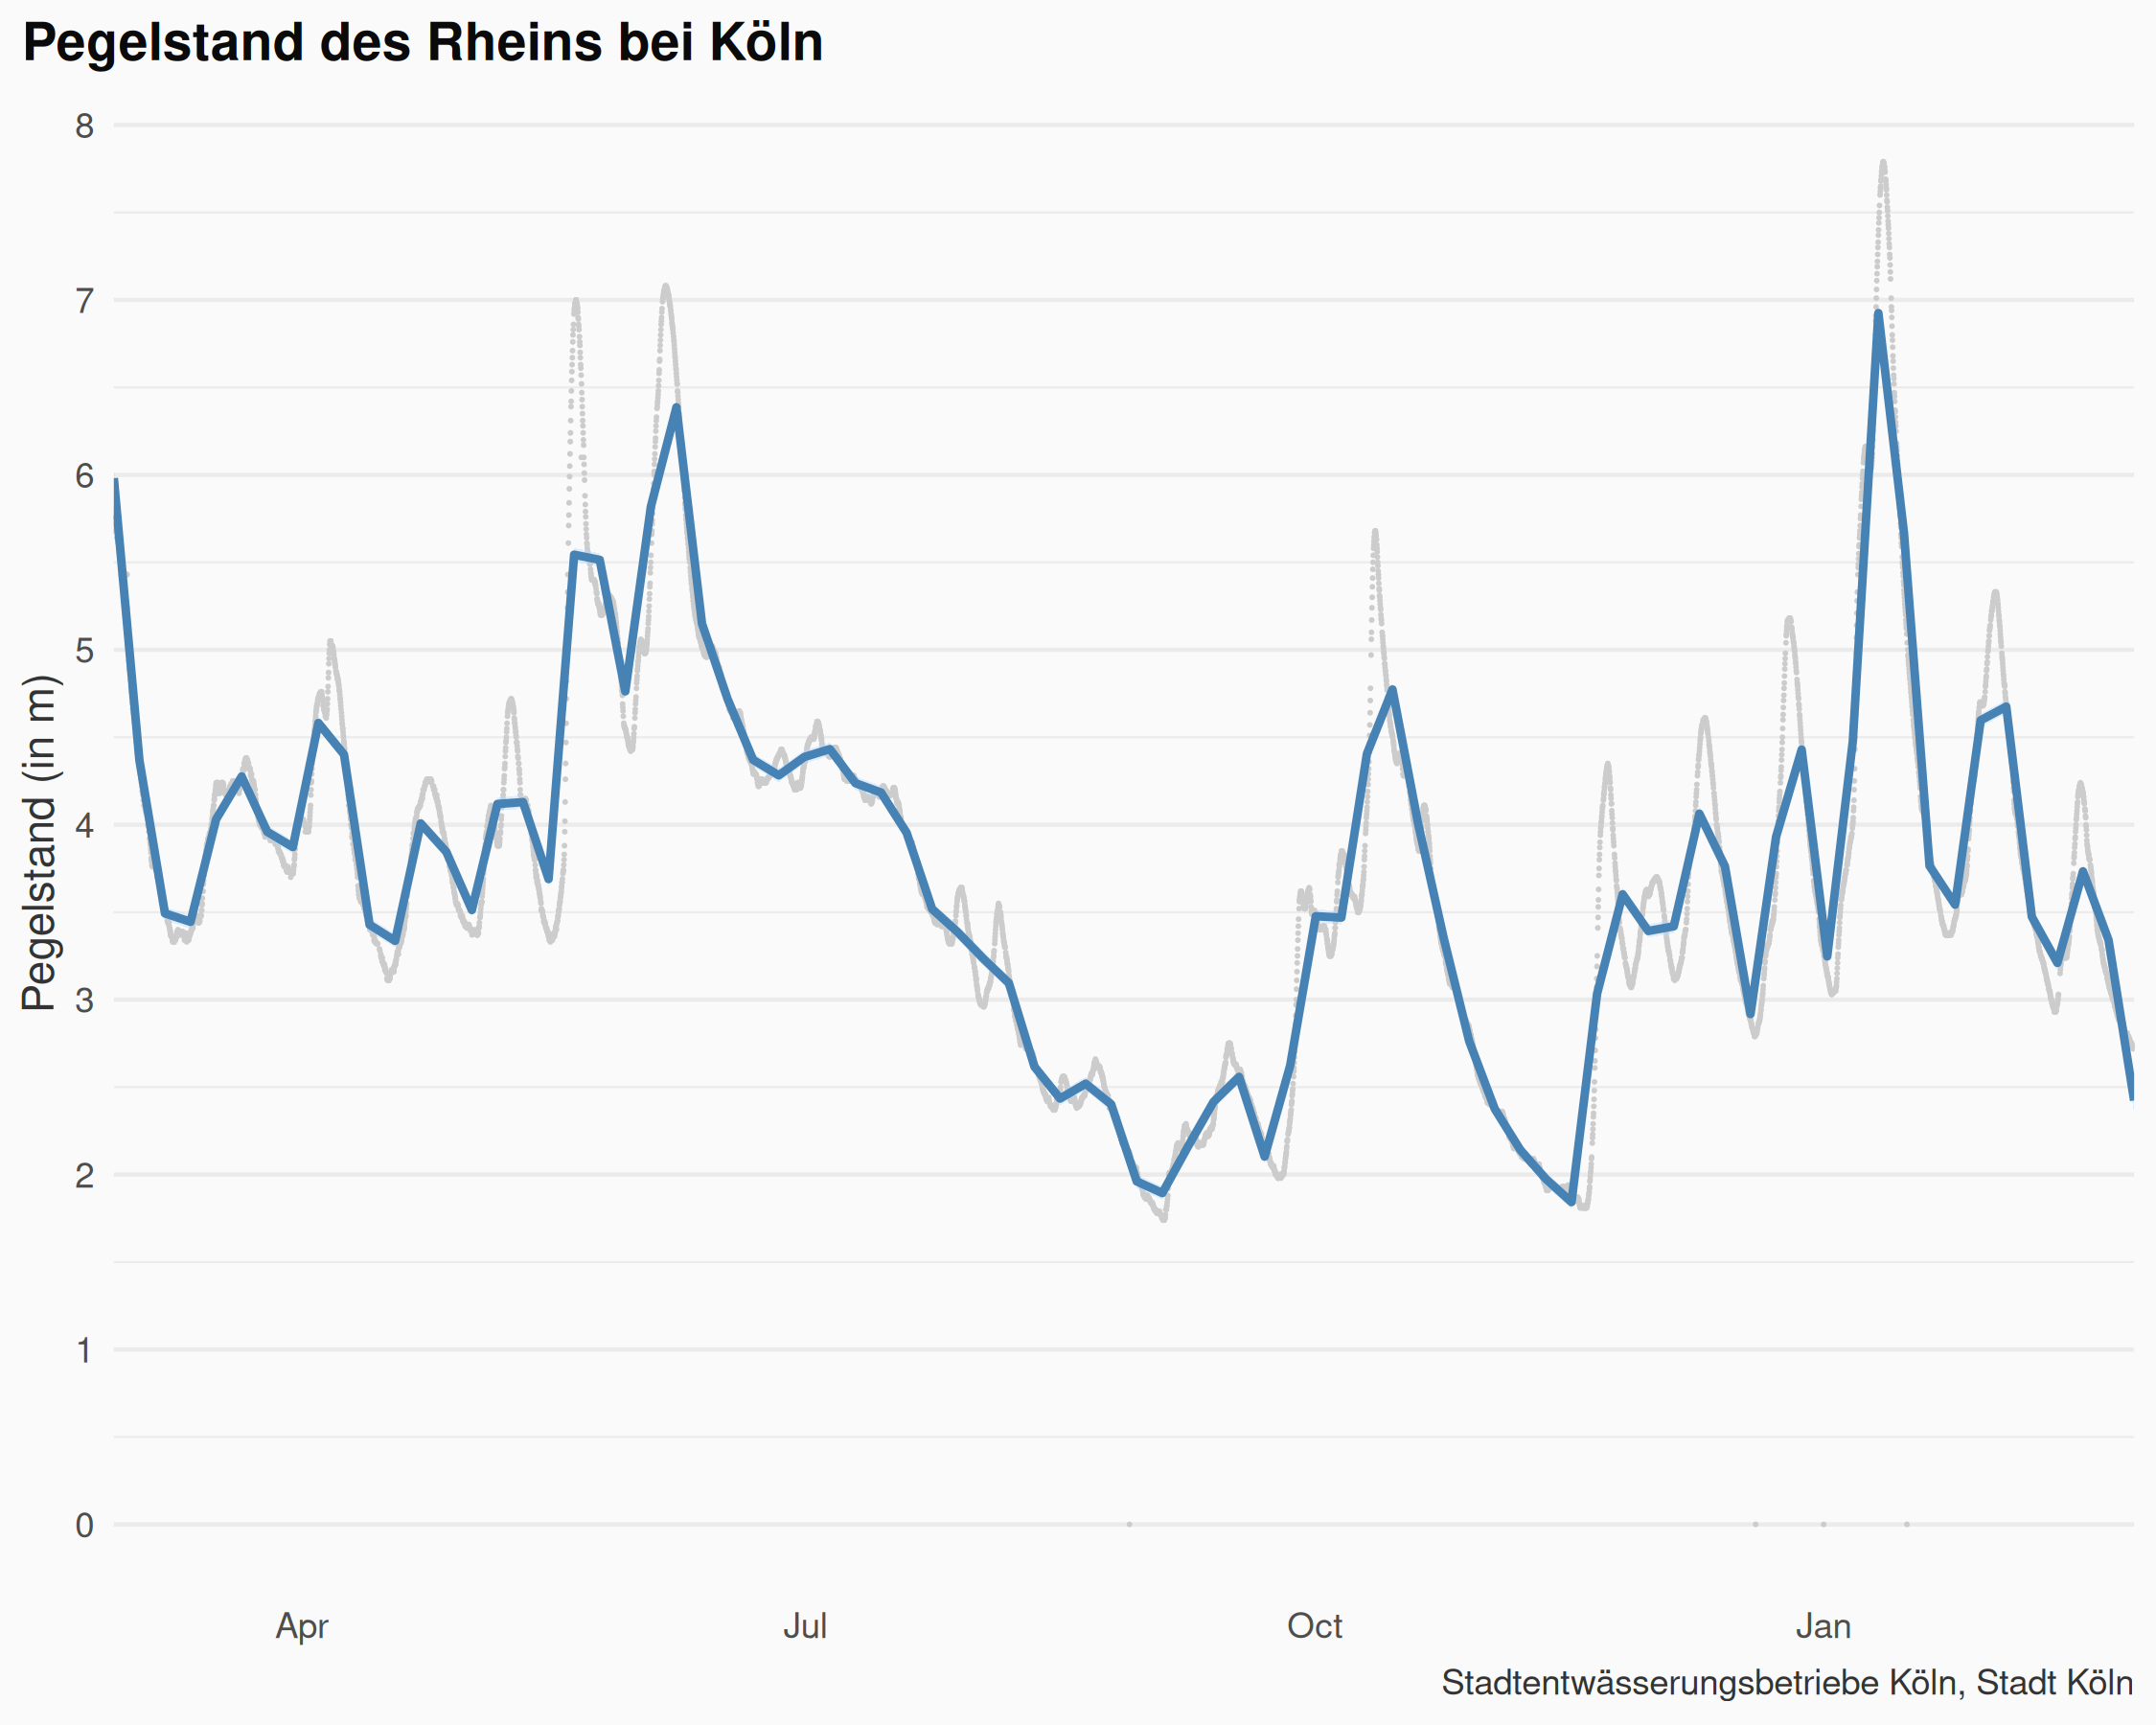 Pegelstand des Rheins bei Köln
Pegelstand (in m)
8
7
6
5
4
3
2
1
0
Apr Jul Oct Jan
Stadtentwässerungsbetriebe Köln, Stadt Köln